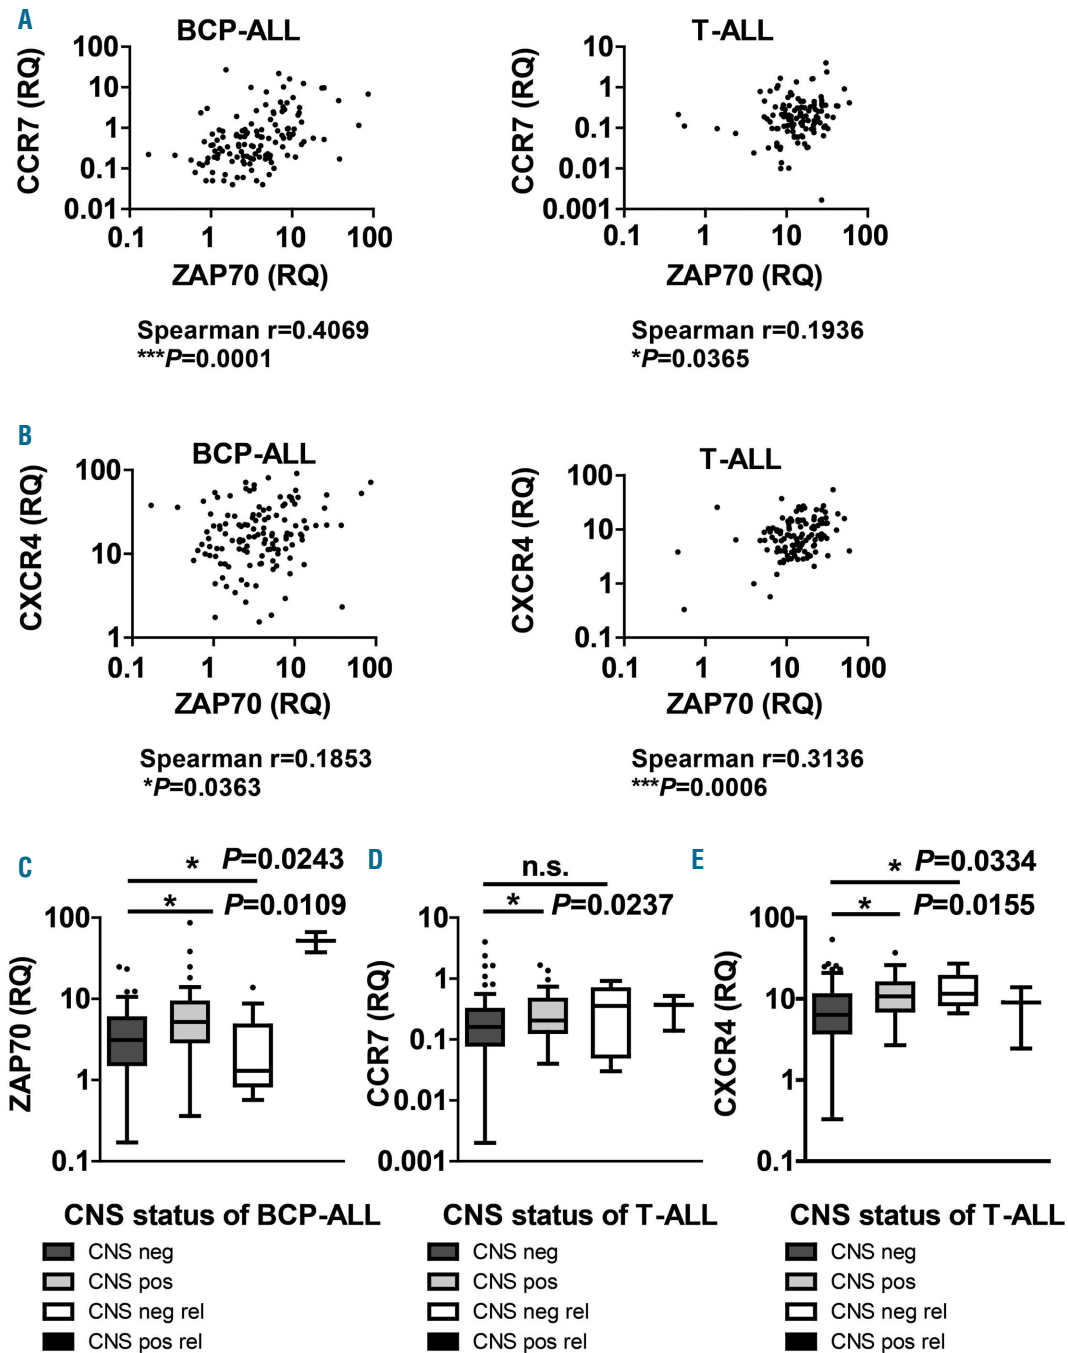 A
BCP-ALL
T-ALL
CCR7 (RQ)
100
10
1
0.1
0.01
0.1 1 10 100
ZAP70 (RQ)
CCR7 (RQ)
10
1
0.1
0.01
0.001
0.1 1 10 100
ZAP70 (RQ)
Spearman r=0.4069
***P=0.0001
Spearman r=0.1936
*P=0.0365
B
BCP-ALL
T-ALL
CXCR4 (RQ)
100
10
1
0.1 1 10 100
ZAP70 (RQ)
CXCR4 (RQ)
100
10
1
0.1
0.1 1 10 100
ZAP70 (RQ)
Spearman r=0.1853
*P=0.0363
Spearman r=0.3136
***P=0.0006
C
* P=0.0243
* P=0.0109
ZAP70 (RQ)
100
10
1
0.1
CNS status of BCP-ALL
CNS neg
CNS pos
CNS neg rel
CNS pos rel
D
n.s.
* P=0.0237
CCR7 (RQ)
10
1
0.1
0.01
0.001
CNS status of T-ALL
CNS neg
CNS pos
CNS neg rel
CNS pos rel
E
* P=0.0334
* P=0.0155
CXCR4 (RQ)
100
10
1
0.1
CNS status of T-ALL
CNS neg
CNS pos
CNS neg rel
CNS pos rel